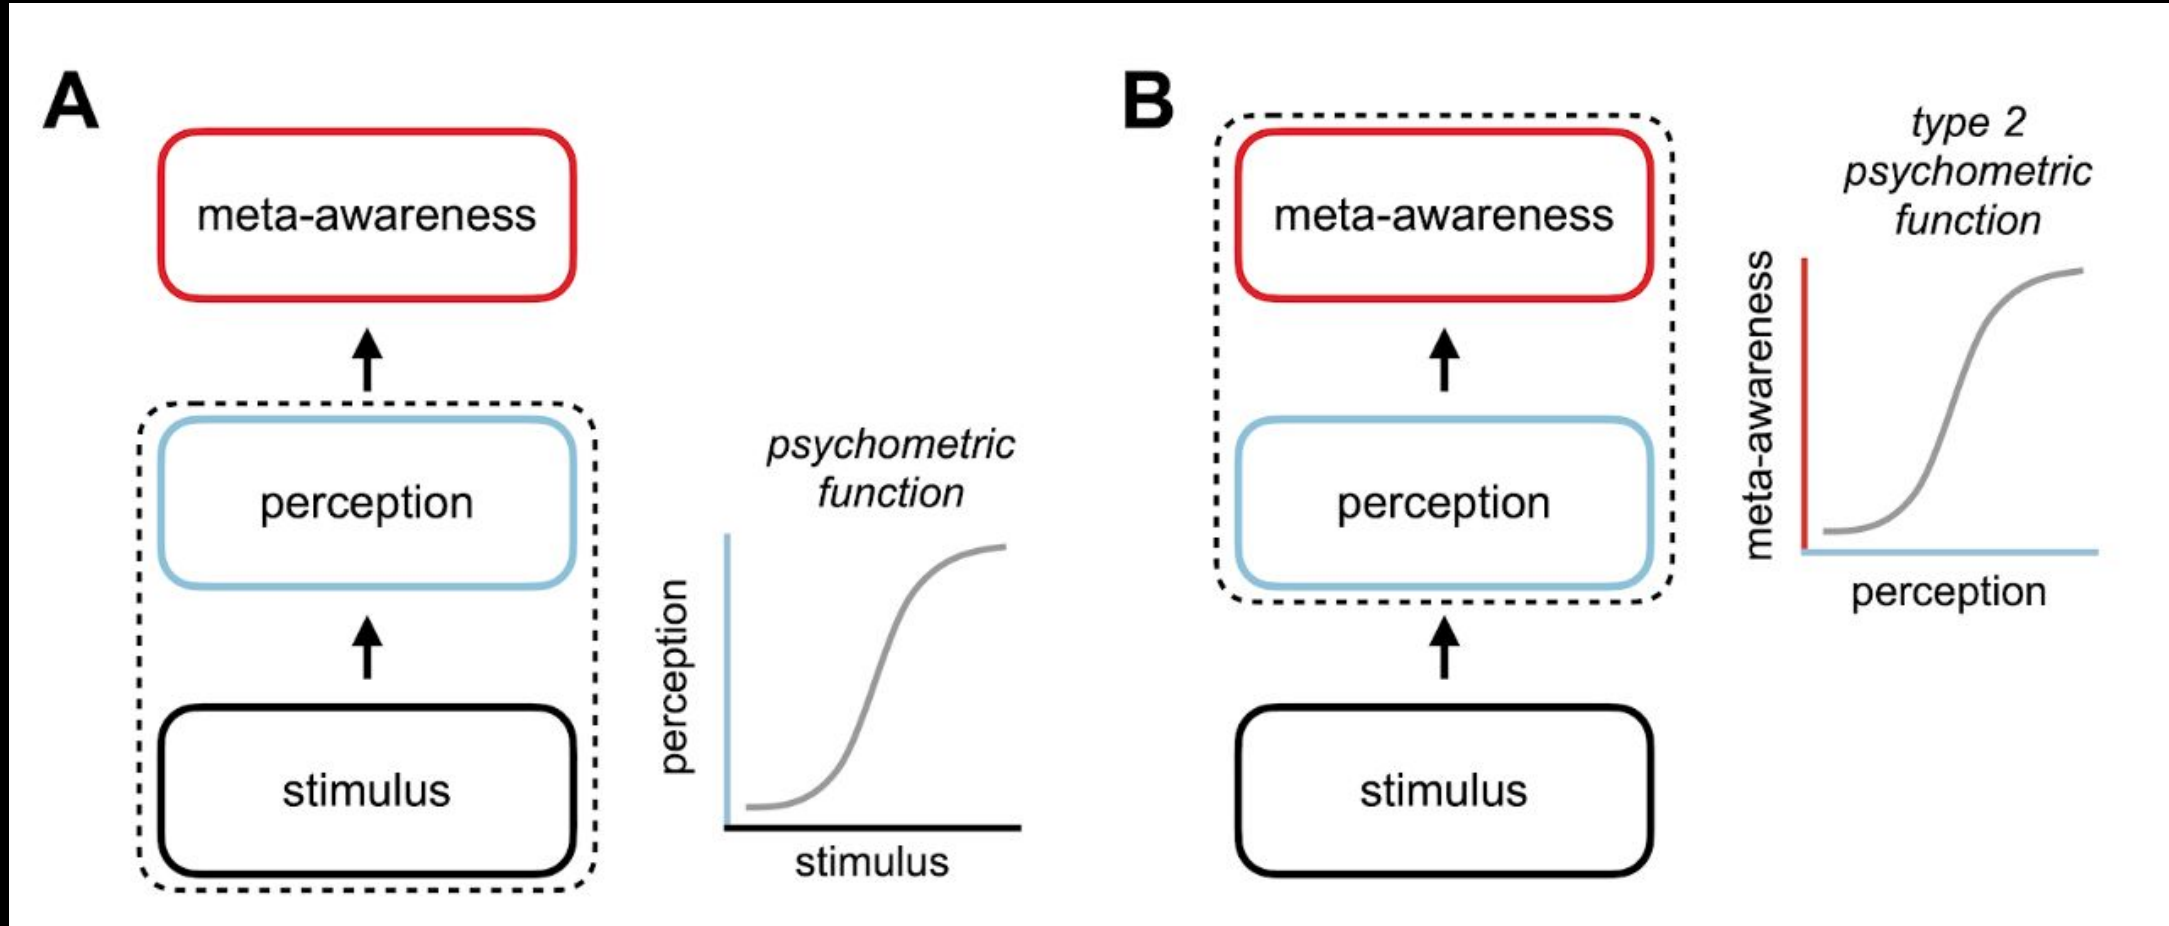 A
meta-awareness
perception
stimulus
psychometric
function
perception
stimulus
B
meta-awareness
perception
stimulus
type 2
psychometric
function
meta-awareness
perception